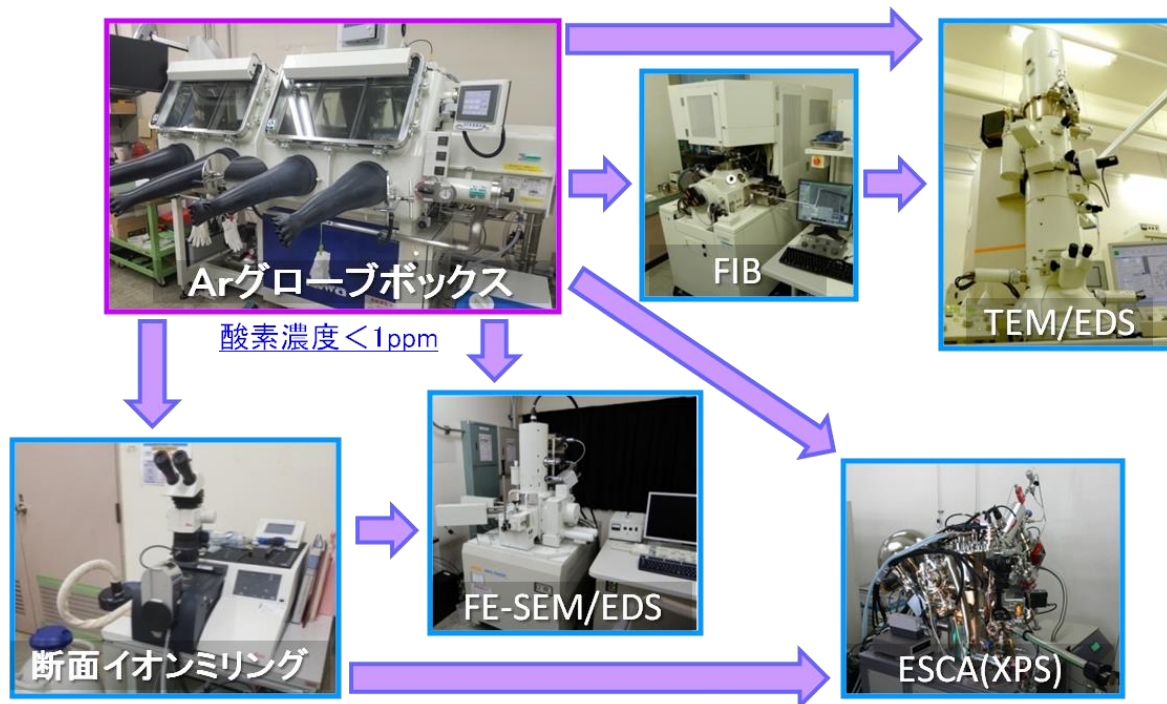 Arグローブボックス
酸素濃度＜1ppm
FIB
TEM/EDS
断面イオンミリング
FE-SEM/EDS
ESCA(XPS)